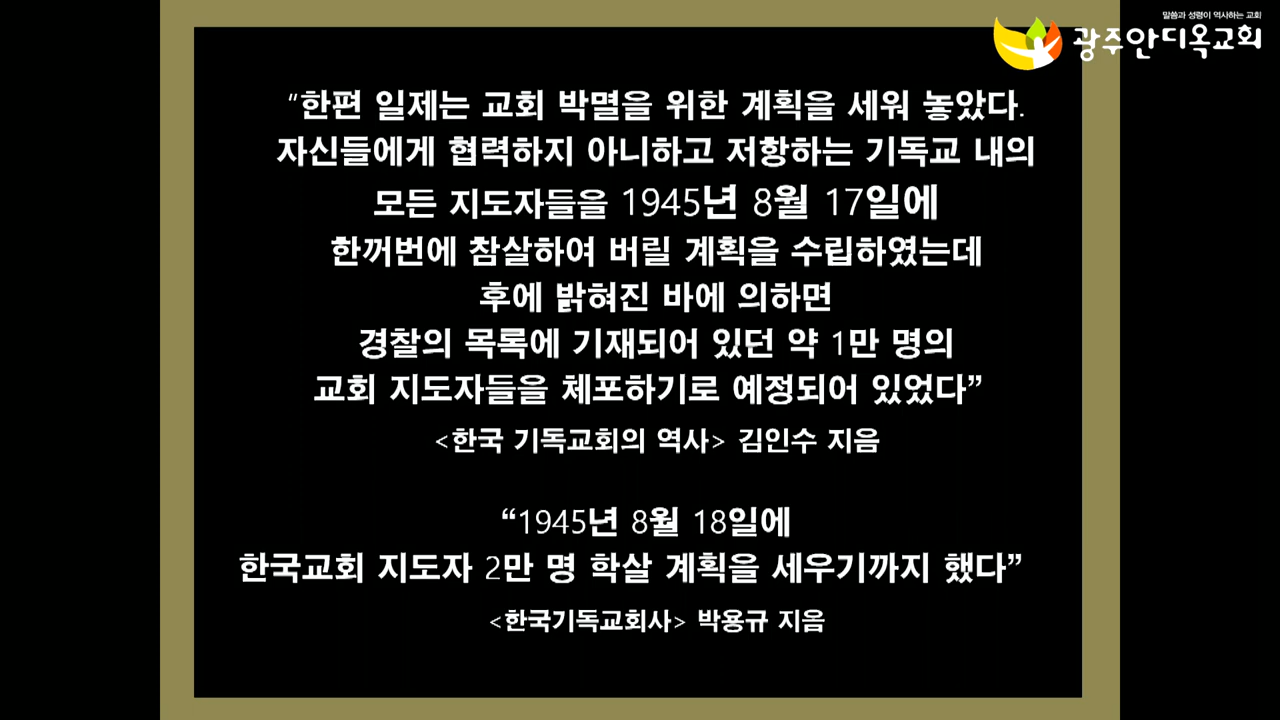 말씀과 성령이 역사하는 교회
광주안디옥교회
“한편 일제는 교회 박멸을 위한 계획을 세워 놓았다.
자신들에게 협력하지 아니하고 저항하는 기독교 내의
모든 지도자들을 1945년 8월 17일에
한꺼번에 참살하여 버릴 계획을 수립하였는데
후에 밝혀진 바에 의하면
경찰의 목록에 기재되어 있던 약 1만 명의
교회 지도자들을 체포하기로 예정되어 있었다”
<한국 기독교회의 역사> 김인수 지음
“1945년 8월 18일에
한국교회 지도자 2만 명 학살 계획을 세우기까지 했다”
<한국기독교회사> 박용규 지음